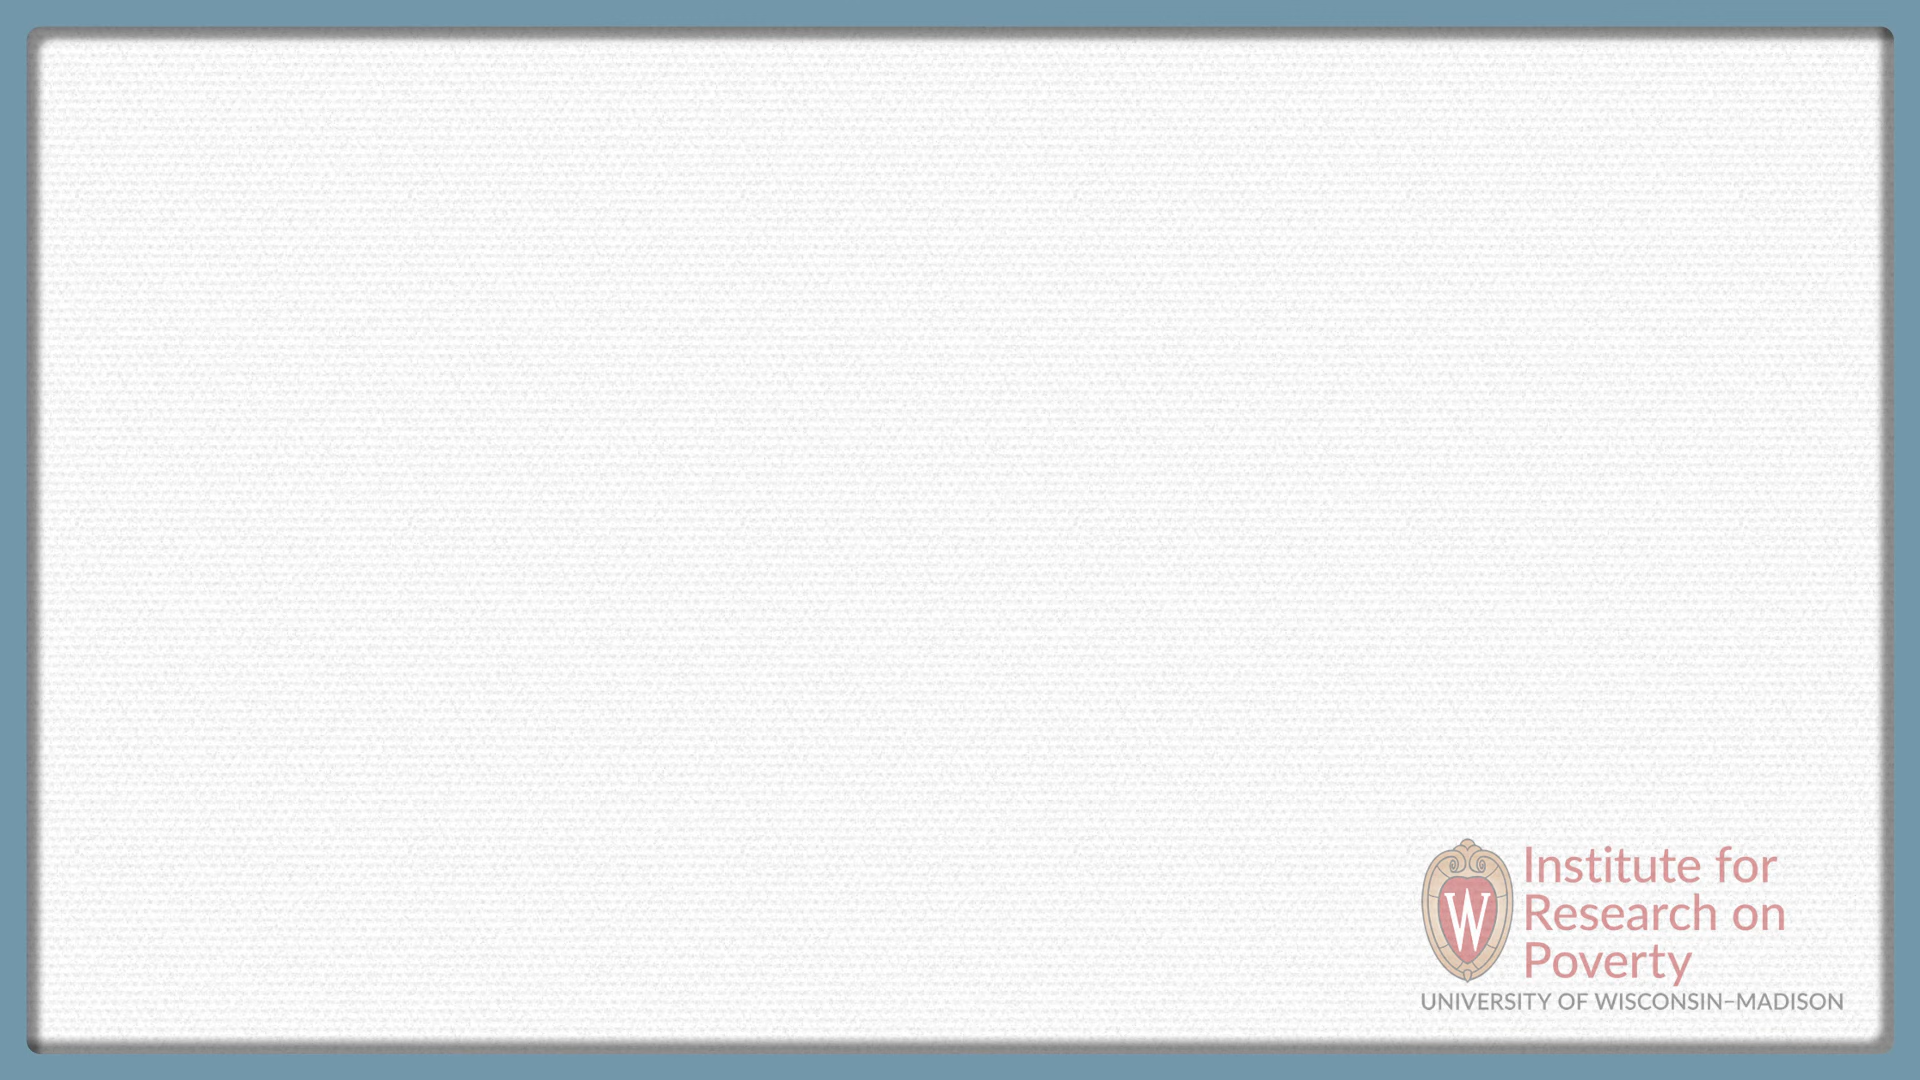 W
Institute for
Research on
Poverty
UNIVERSITY OF WISCONSIN–MADISON